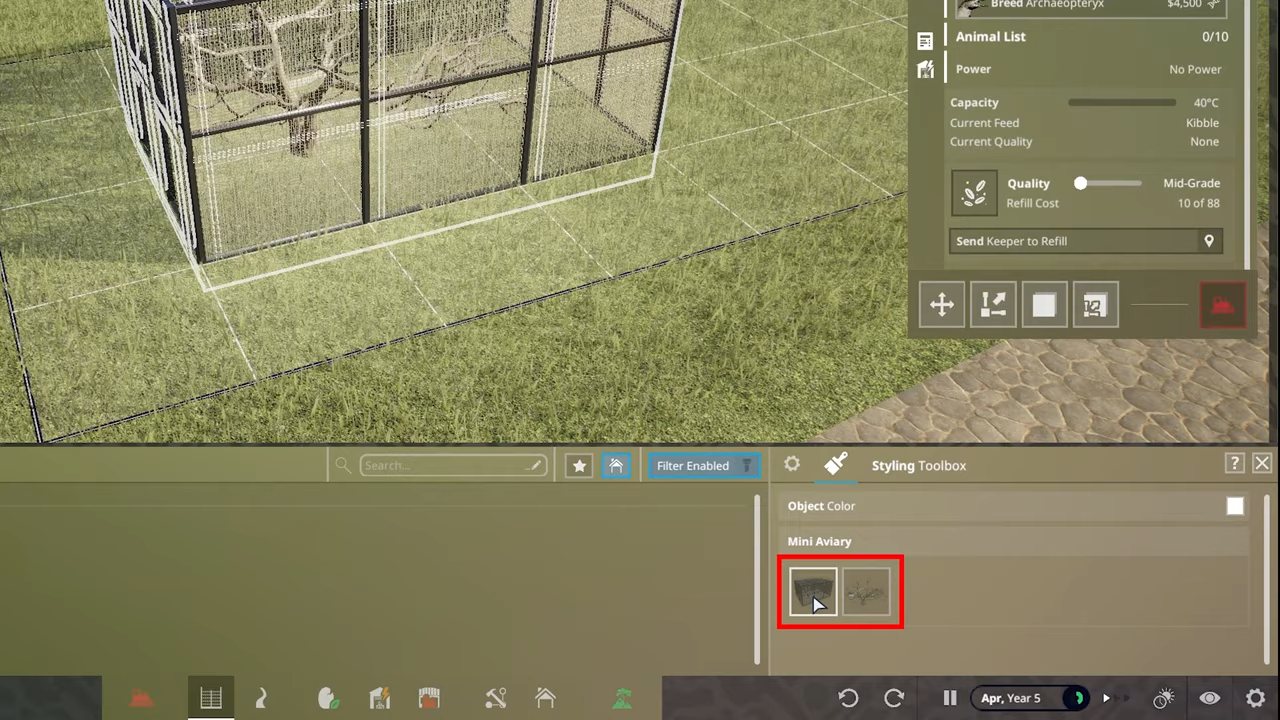 Breed Archaeopteryx $4,500
Animal List 0/10
Power No Power
Capacity 40°C
Current Feed Kibble
Current Quality None
Quality Mid-Grade
Refill Cost 10 of 88
Send Keeper to Refill
Search...
Filter Enabled
Styling Toolbox
?
Object Color
Mini Aviary
Apr, Year 5